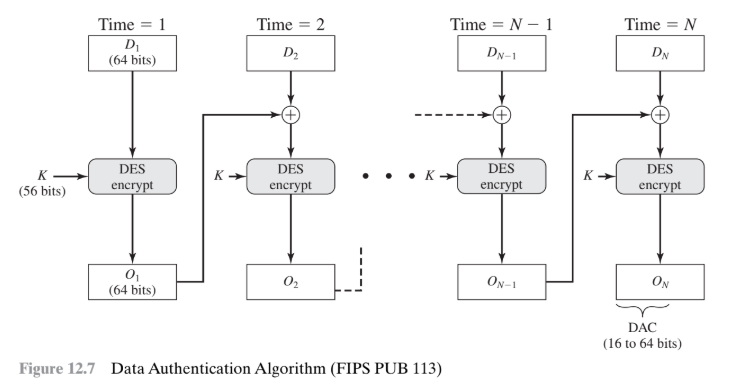 Time = 1 Time = 2 Time = N − 1 Time = N
D₁
(64 bits)
D₂
Dₙ₋₁
Dₙ
+ + +
K
(56 bits)
DES
encrypt
K
DES
encrypt
• • •
K
DES
encrypt
K
DES
encrypt
O₁
(64 bits)
O₂
Oₙ₋₁
Oₙ
DAC
(16 to 64 bits)
Figure 12.7 Data Authentication Algorithm (FIPS PUB 113)